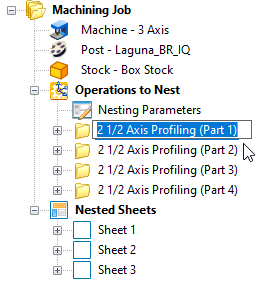 Machining Job
Machine - 3 Axis
Post - Laguna_BR_IQ
Stock - Box Stock
Operations to Nest
Nesting Parameters
2 1/2 Axis Profiling (Part 1)
2 1/2 Axis Profiling (Part 2)
2 1/2 Axis Profiling (Part 3)
2 1/2 Axis Profiling (Part 4)
Nested Sheets
Sheet 1
Sheet 2
Sheet 3